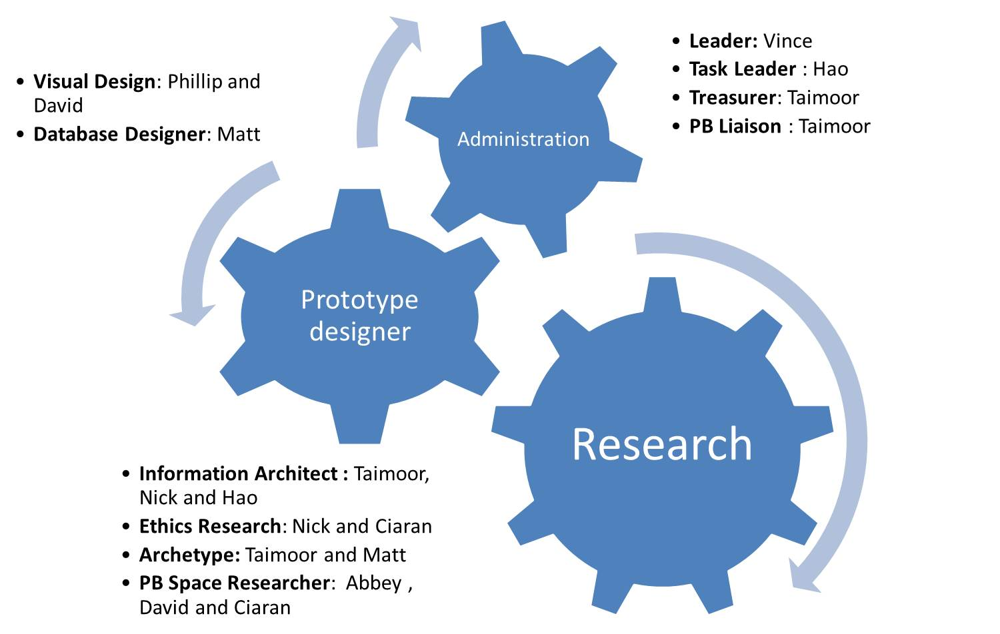 • Visual Design: Phillip and
David
• Database Designer: Matt
Administration
• Leader: Vince
• Task Leader : Hao
• Treasurer: Taimoor
• PB Liaison : Taimoor
Prototype
designer
Research
• Information Architect : Taimoor,
Nick and Hao
• Ethics Research: Nick and Ciaran
• Archetype: Taimoor and Matt
• PB Space Researcher:  Abbey ,
David and Ciaran